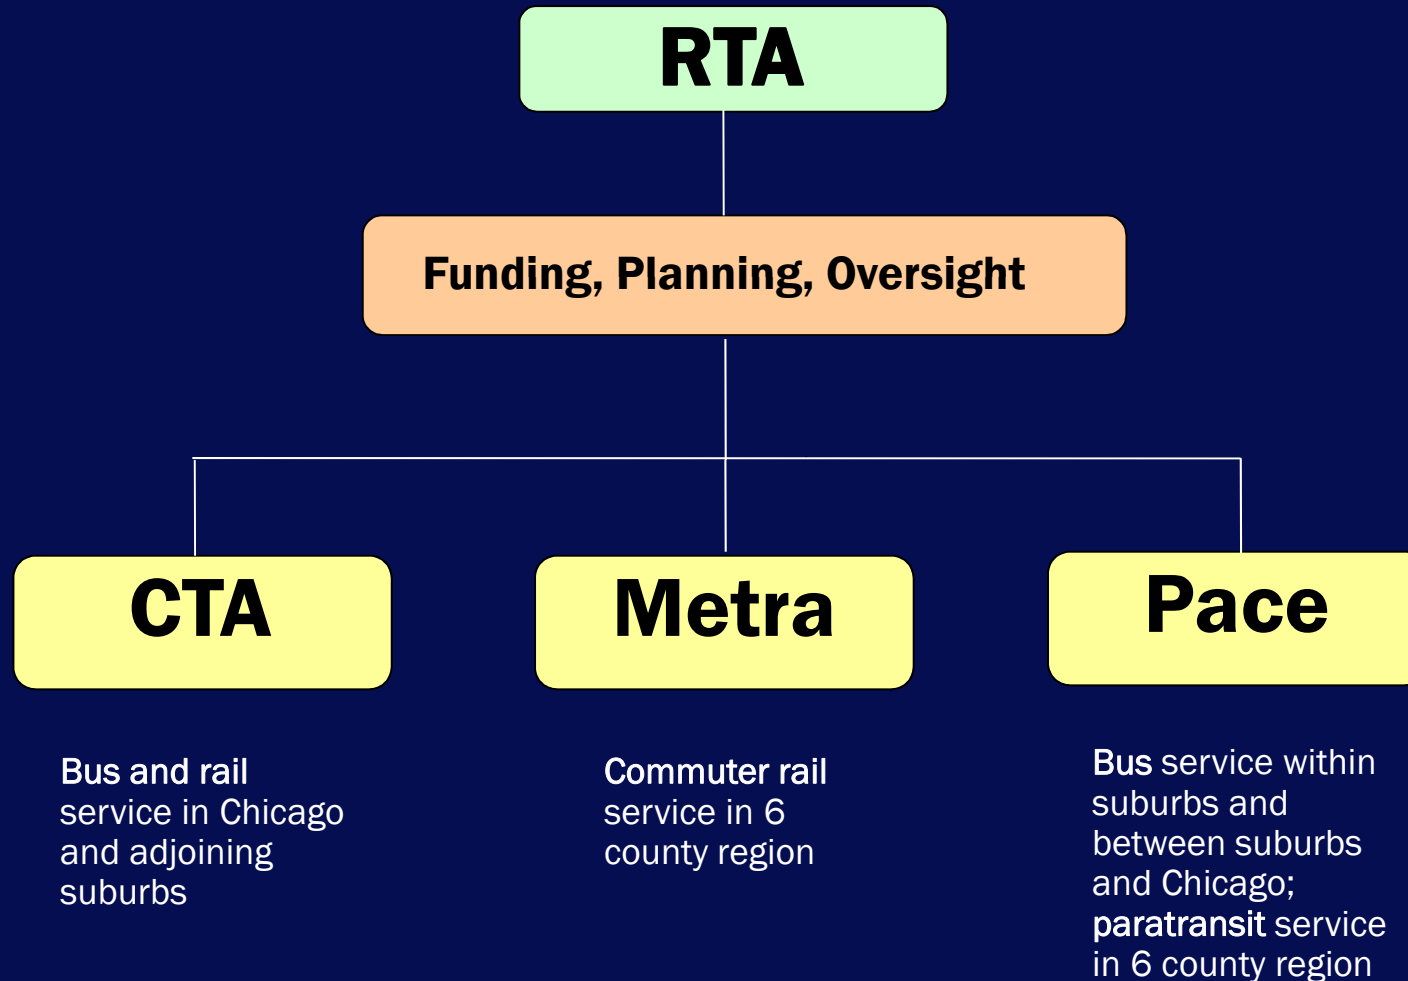 RTA
Funding, Planning, Oversight
CTA
Metra
Pace
Bus and rail
service in Chicago
and adjoining
suburbs
Commuter rail
service in 6
county region
Bus service within
suburbs and
between suburbs
and Chicago;
paratransit service
in 6 county region